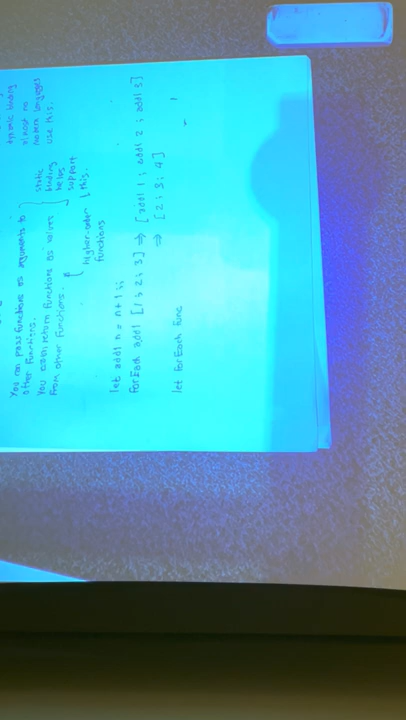 dynamic binding
almost no
modern languages
use this.
You can pass functions as arguments to
other functions.
You can return functions as values
from other functions.
static
binding
helps
support
this.
higher-order
functions
let add1 n = n + 1 ;;
forEach add1 [1 ; 2 ; 3] ⇒ [add1 1 ; add1 2 ; add1 3]
⇒ [2 ; 3 ; 4]
let forEach func